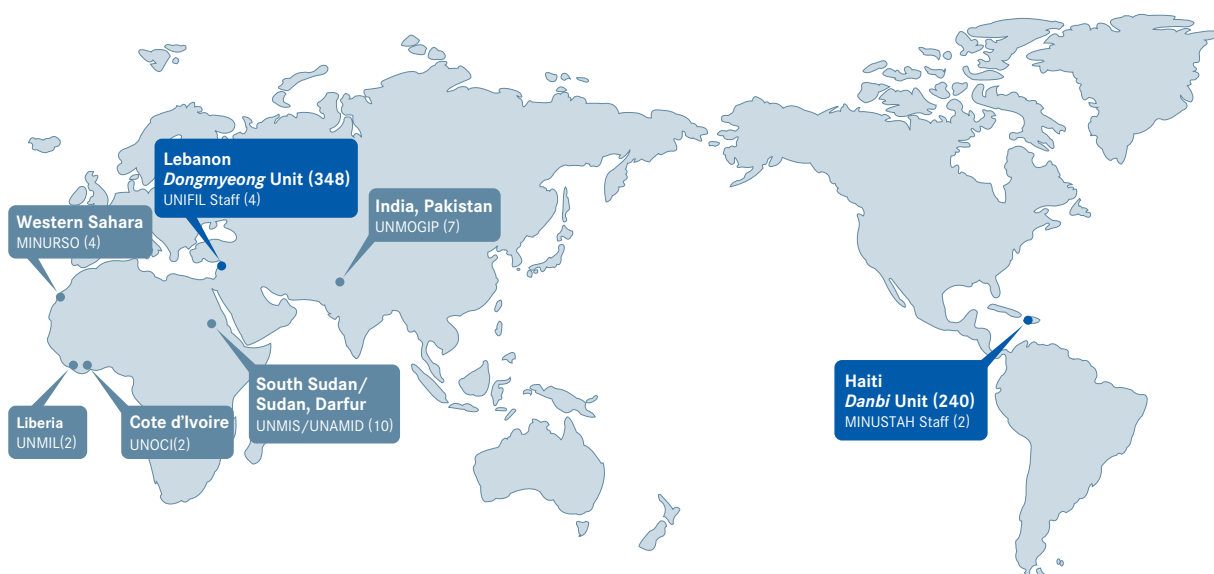 Lebanon
Dongmyeong Unit (348)
UNIFIL Staff (4)
India, Pakistan
UNMOGIP (7)
Western Sahara
MINURSO (4)
Haiti
Danbi Unit (240)
MINUSTAH Staff (2)
South Sudan/
Sudan, Darfur
UNMIS/UNAMID (10)
Liberia
UNMIL(2)
Cote d'Ivoire
UNOCI(2)